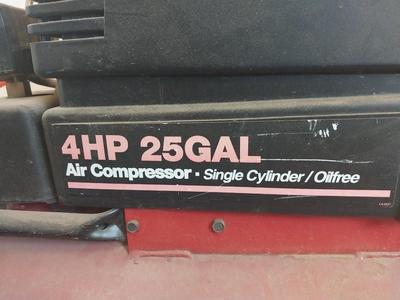 4HP 25GAL
Air Compressor ▪ Single Cylinder/Oilfree